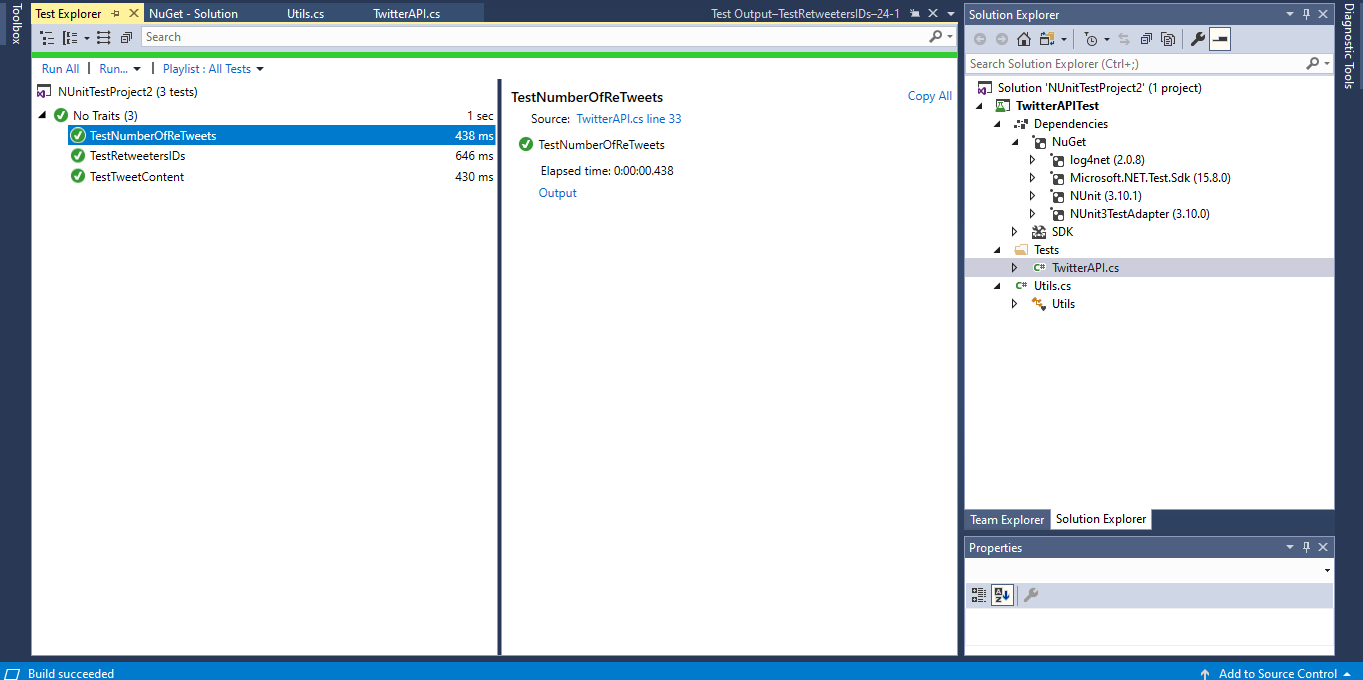 Toolbox
Test Explorer
NuGet - Solution
Utils.cs
TwitterAPI.cs
Test Output–TestRetweetersIDs–24-1
Search
Run All | Run... | Playlist : All Tests
NUnitTestProject2 (3 tests)
No Traits (3) 1 sec
TestNumberOfReTweets 438 ms
TestRetweetersIDs 646 ms
TestTweetContent 430 ms
TestNumberOfReTweets
Copy All
Source: TwitterAPI.cs line 33
TestNumberOfReTweets
Elapsed time: 0:00:00.438
Output
Solution Explorer
Search Solution Explorer (Ctrl+;)
Solution 'NUnitTestProject2' (1 project)
TwitterAPITest
Dependencies
NuGet
log4net (2.0.8)
Microsoft.NET.Test.Sdk (15.8.0)
NUnit (3.10.1)
NUnit3TestAdapter (3.10.0)
SDK
Tests
C# TwitterAPI.cs
C# Utils.cs
Utils
Team Explorer
Solution Explorer
Properties
Diagnostic Tools
Build succeeded
Add to Source Control